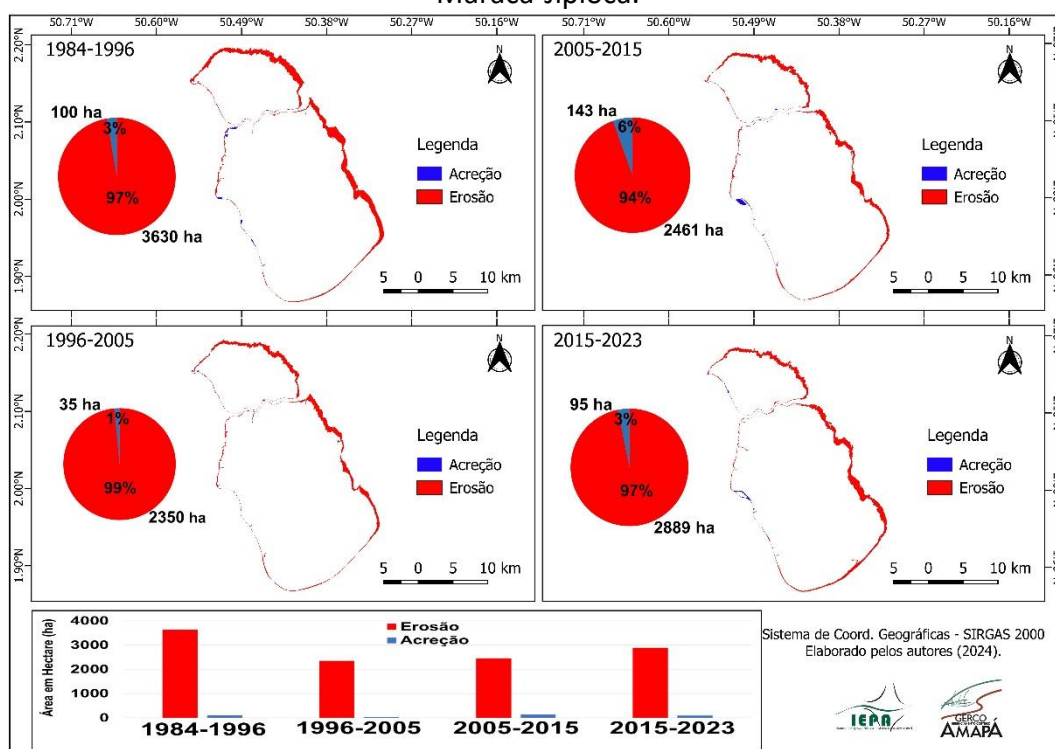 Maracá-Jipioca.
50.71°W 50.60°W 50.49°W 50.38°W 50.27°W 50.16°W
50.71°W 50.60°W 50.49°W 50.38°W 50.27°W 50.16°W
2.20°N
2.10°N
2.00°N
1.90°N
1984-1996
N
100 ha
3%
97%
3630 ha
Legenda
Acreção
Erosão
5 0 5 10 km
2005-2015
N
143 ha
6%
94%
2461 ha
Legenda
Acreção
Erosão
5 0 5 10 km
2.20°N
2.10°N
2.00°N
1.90°N
1996-2005
N
35 ha
1%
99%
2350 ha
Legenda
Acreção
Erosão
5 0 5 10 km
2015-2023
N
95 ha
3%
97%
2889 ha
Legenda
Acreção
Erosão
5 0 5 10 km
Área em Hectare (ha)
4000
3000
2000
1000
0
Erosão
Acreção
1984-1996 1996-2005 2005-2015 2015-2023
Sistema de Coord. Geográficas - SIRGAS 2000
Elaborado pelos autores (2024).
IEPA
GERCO
AMAPÁ